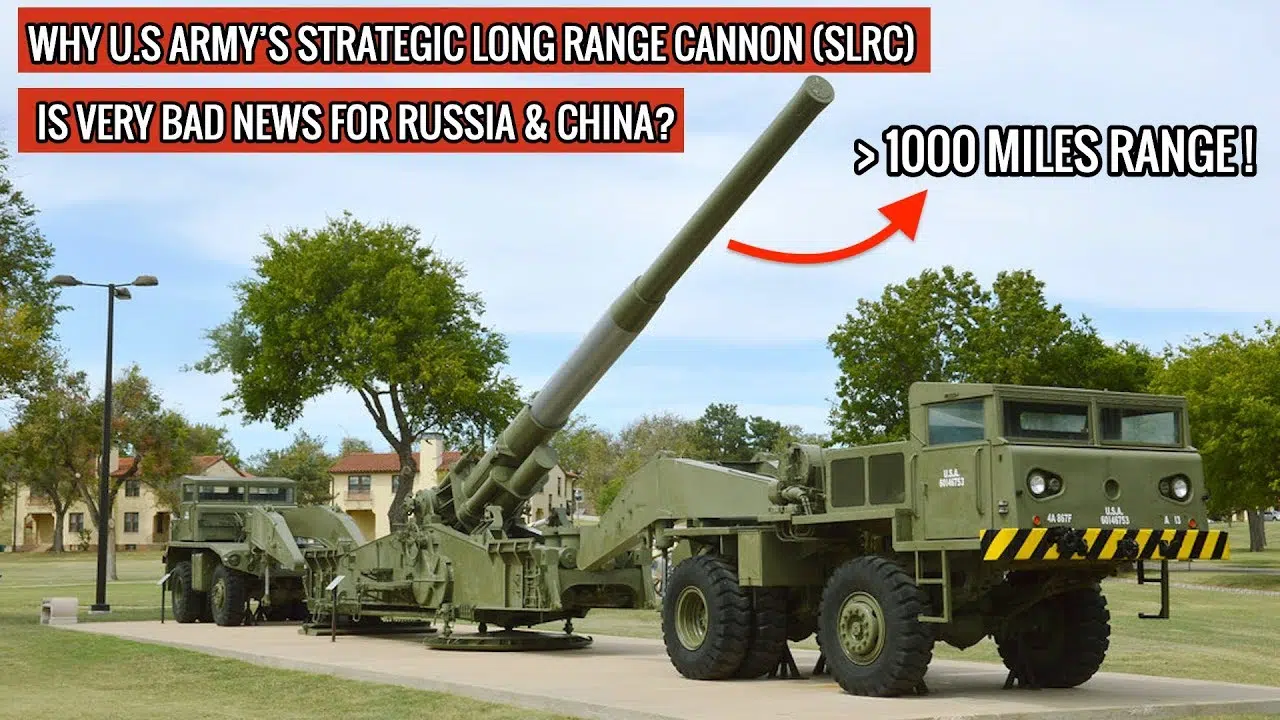 WHY U.S ARMY'S STRATEGIC LONG RANGE CANNON (SLRC)
IS VERY BAD NEWS FOR RUSSIA & CHINA?
> 1000 MILES RANGE!
U.S.A.
60146753
4A 867F
U.S.A.
60146753
A 13